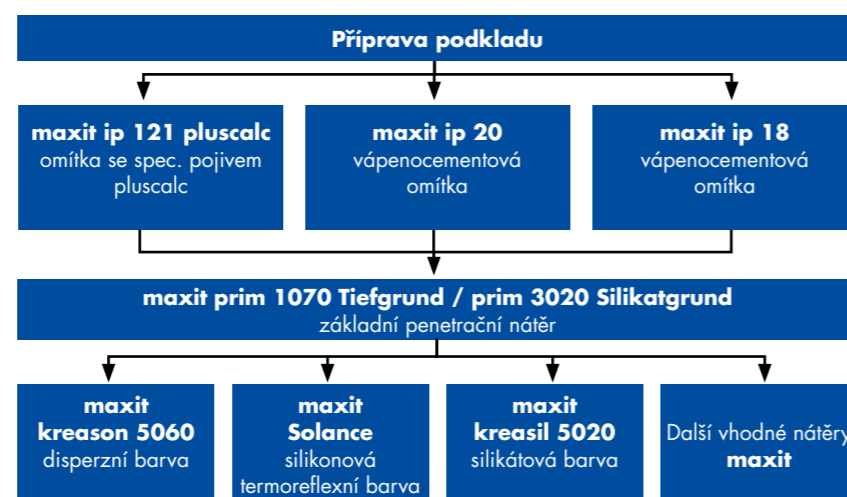 Příprava podkladu
maxit ip 121 pluscalc
omítka se spec. pojivem
pluscalc
maxit ip 20
vápenocementová
omítka
maxit ip 18
vápenocementová
omítka
maxit prim 1070 Tiefgrund / prim 3020 Silikatgrund
základní penetrační nátěr
maxit
kreason 5060
disperzní barva
maxit
Solance
silikonová
termoreflexní barva
maxit
kreasil 5020
silikátová barva
Další vhodné nátěry
maxit